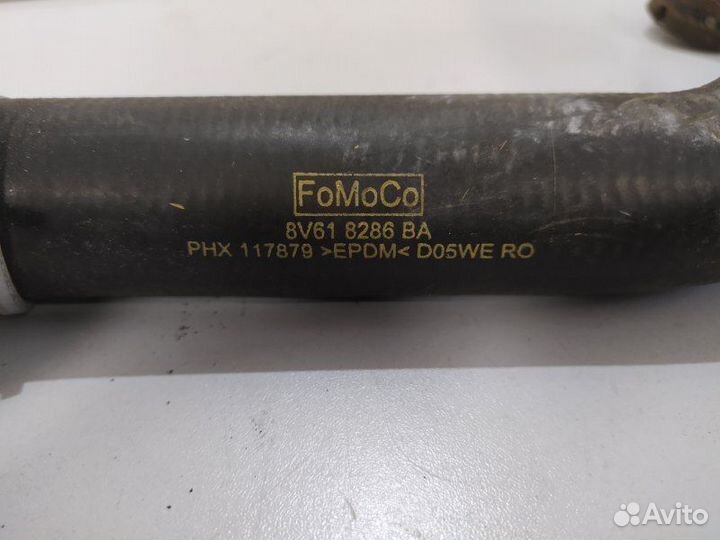 FoMoCo
8V61 8286 BA
PHX 117879 >EPDM< D05WE RO
Avito